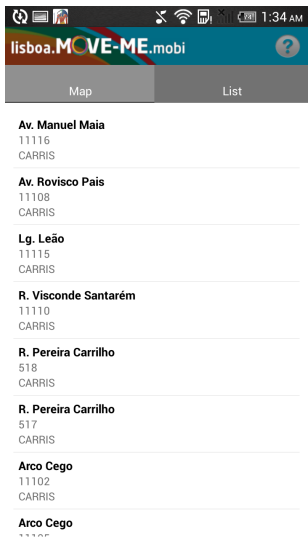 1:34 AM
lisboa.MOVE-ME.mobi
?
Map List
Av. Manuel Maia
11116
CARRIS
Av. Rovisco Pais
11108
CARRIS
Lg. Leão
11115
CARRIS
R. Visconde Santarém
11110
CARRIS
R. Pereira Carrilho
518
CARRIS
R. Pereira Carrilho
517
CARRIS
Arco Cego
11102
CARRIS
Arco Cego